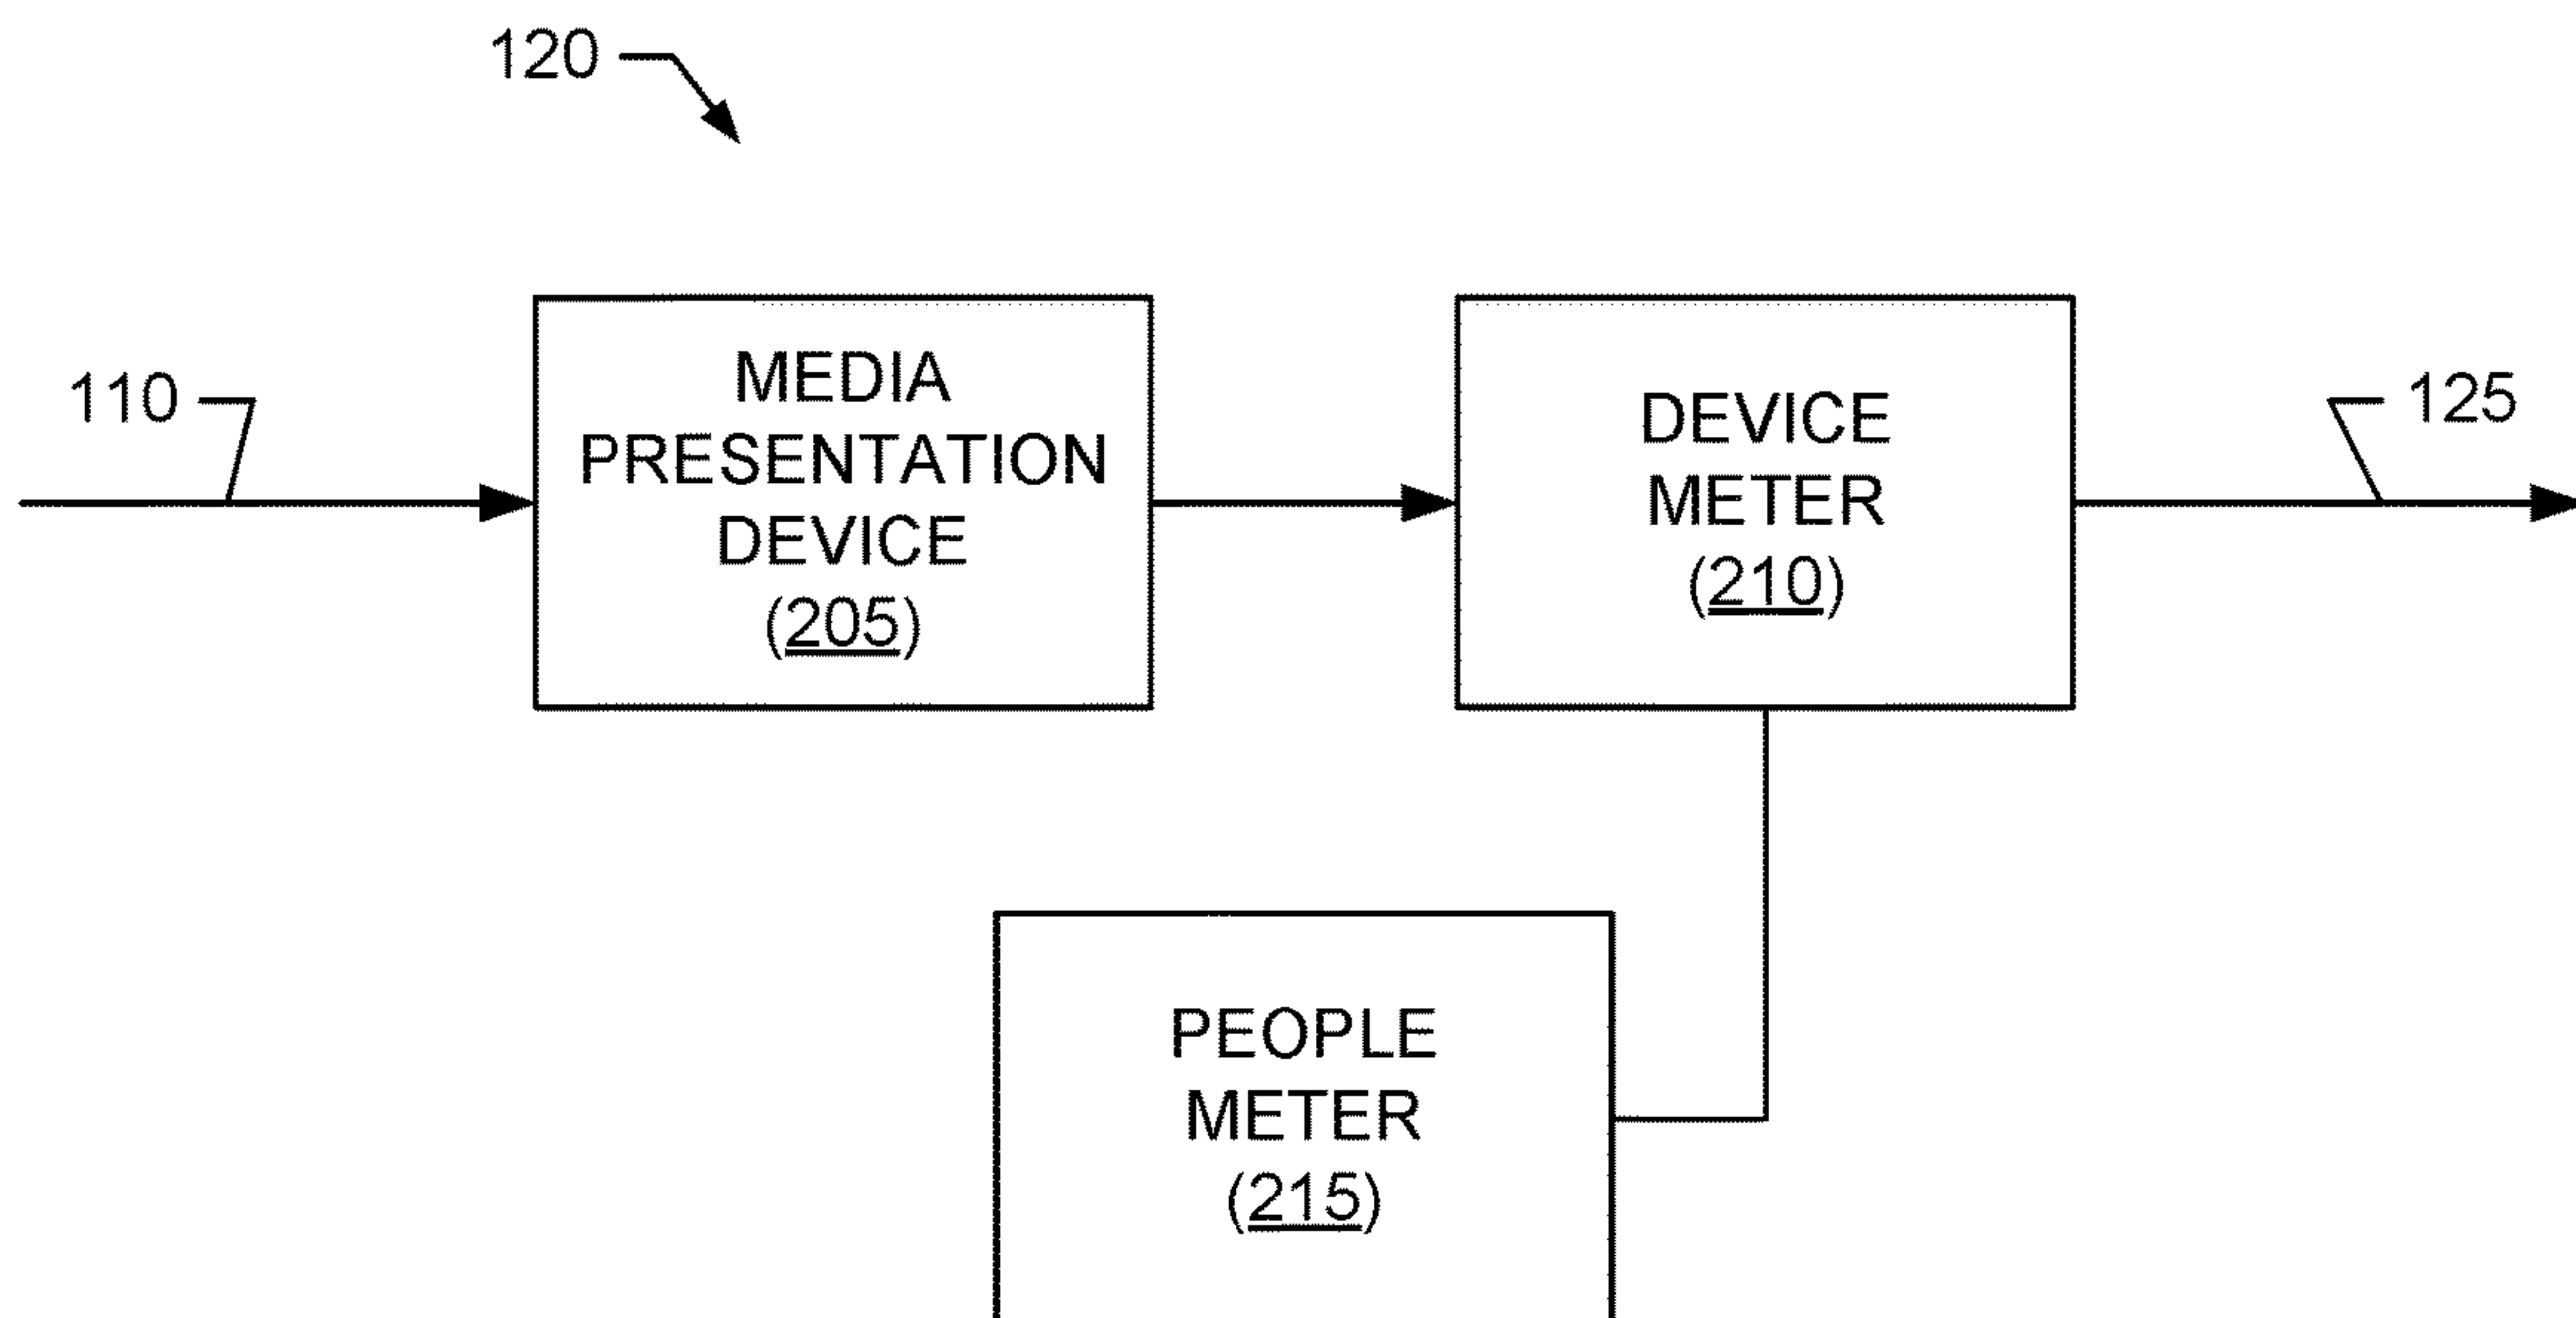 120
110
MEDIA
PRESENTATION
DEVICE
(205)
DEVICE
METER
(210)
125
PEOPLE
METER
(215)